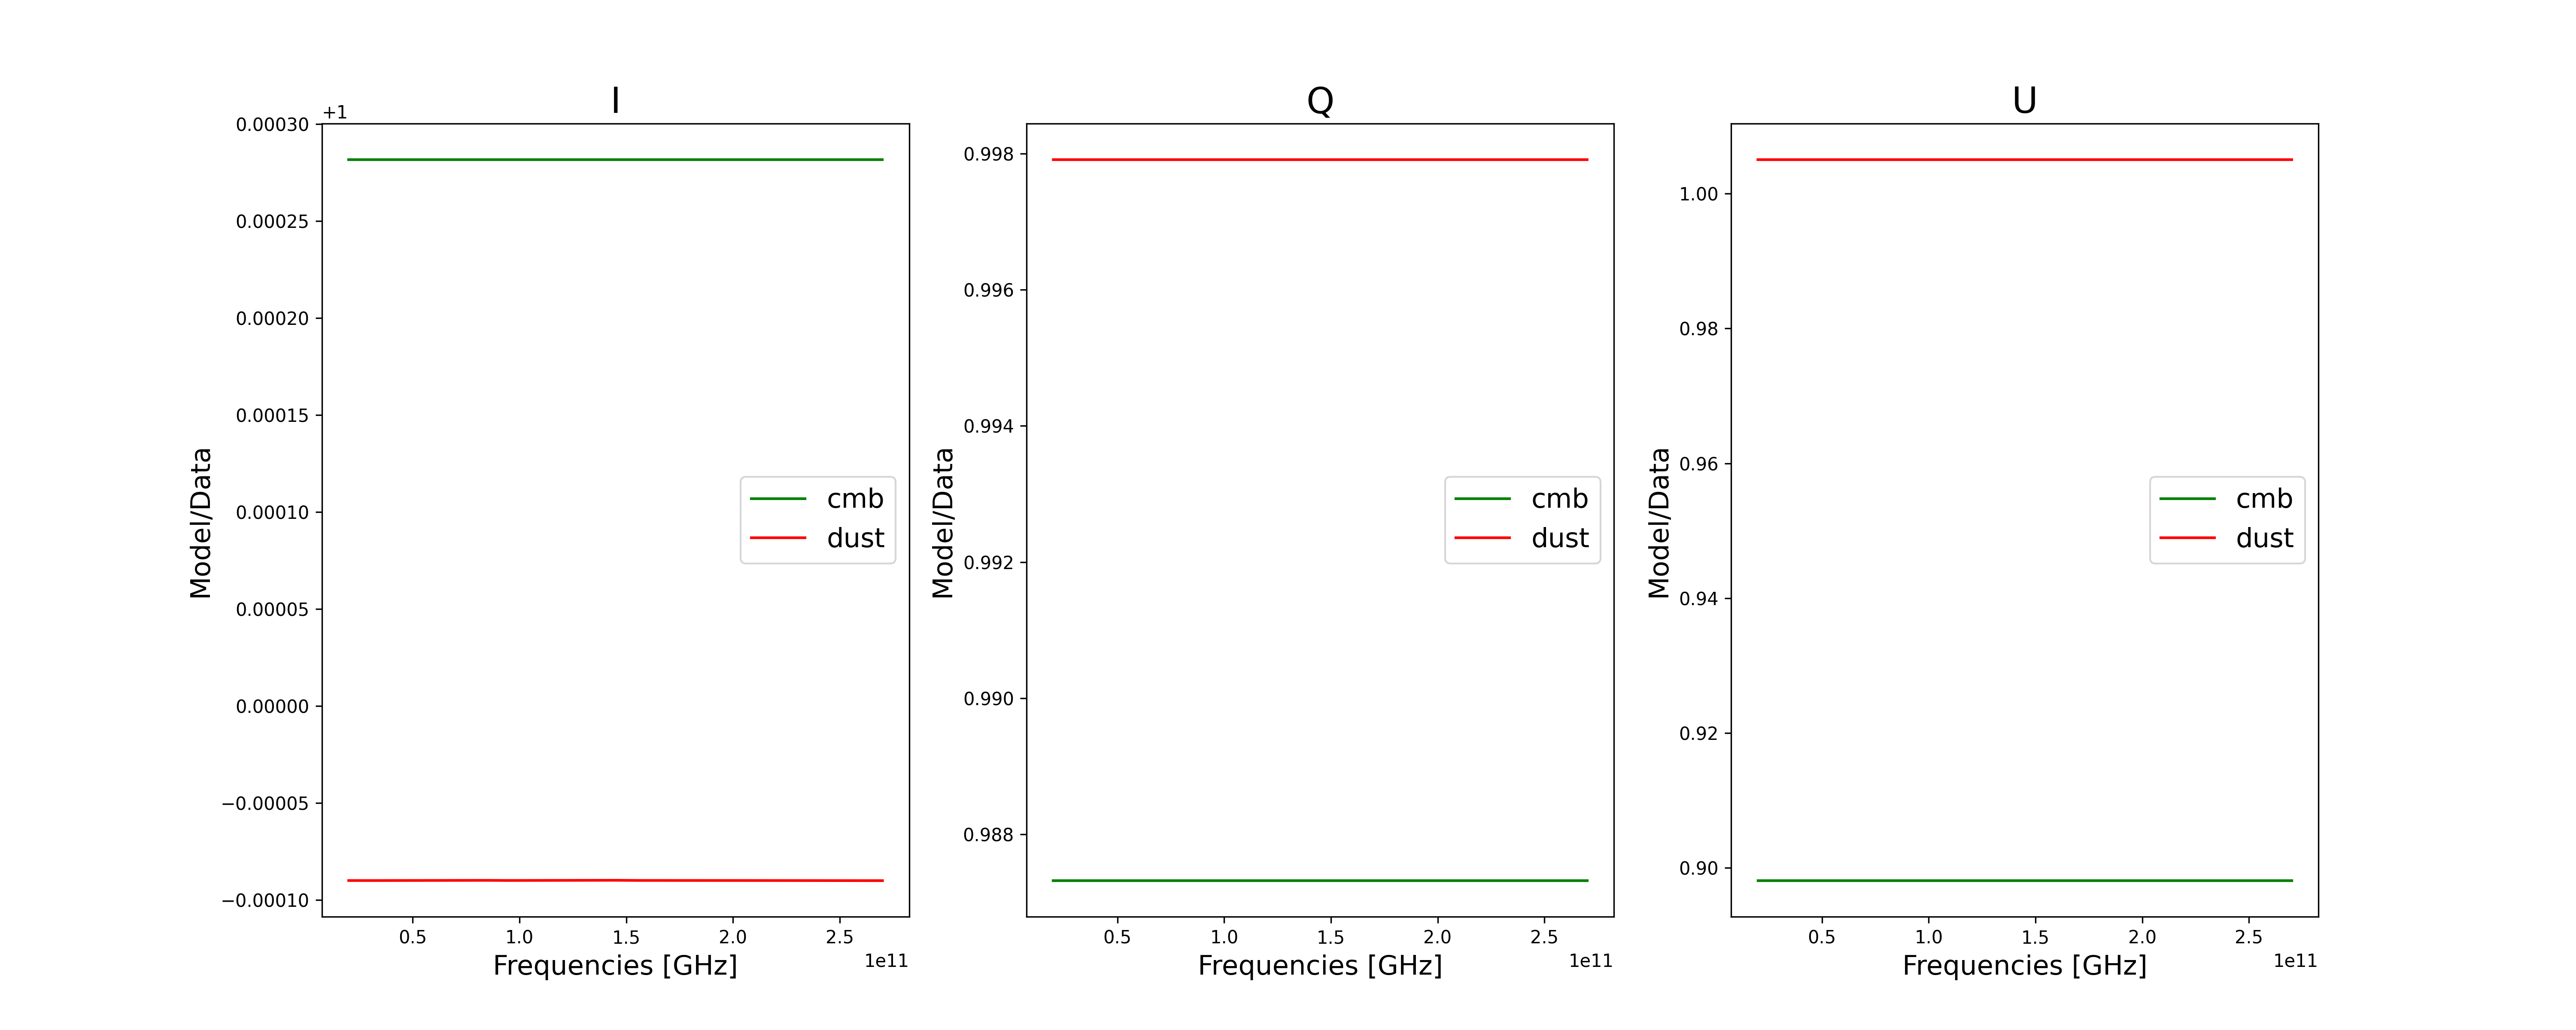 I
+1
0.00030
0.00025
0.00020
0.00015
0.00010
0.00005
0.00000
−0.00005
−0.00010
Model/Data
cmb
dust
0.5 1.0 1.5 2.0 2.5
1e11
Frequencies [GHz]
Q
0.998
0.996
0.994
0.992
0.990
0.988
Model/Data
cmb
dust
0.5 1.0 1.5 2.0 2.5
1e11
Frequencies [GHz]
U
1.00
0.98
0.96
0.94
0.92
0.90
Model/Data
cmb
dust
0.5 1.0 1.5 2.0 2.5
1e11
Frequencies [GHz]